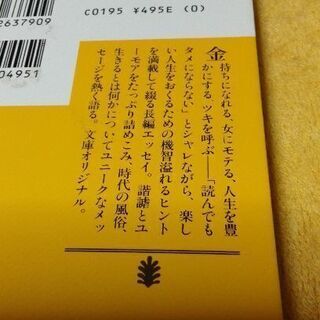 2637909
04951
C0195 ¥495E (0)
金持ちになれる、女にモテる、人生を豊
かにする、ツキを呼ぶ――「読んでも
タメにならない」とシャレながら、楽し
い人生をおくるための機智溢れるヒント
を満載して綴る長編エッセイ。諧謔とユ
ーモアをたっぷり詰めこみ、時代の風俗、
生きるとは何かについてユニークなメッ
セージを熱く語る。文庫オリジナル。